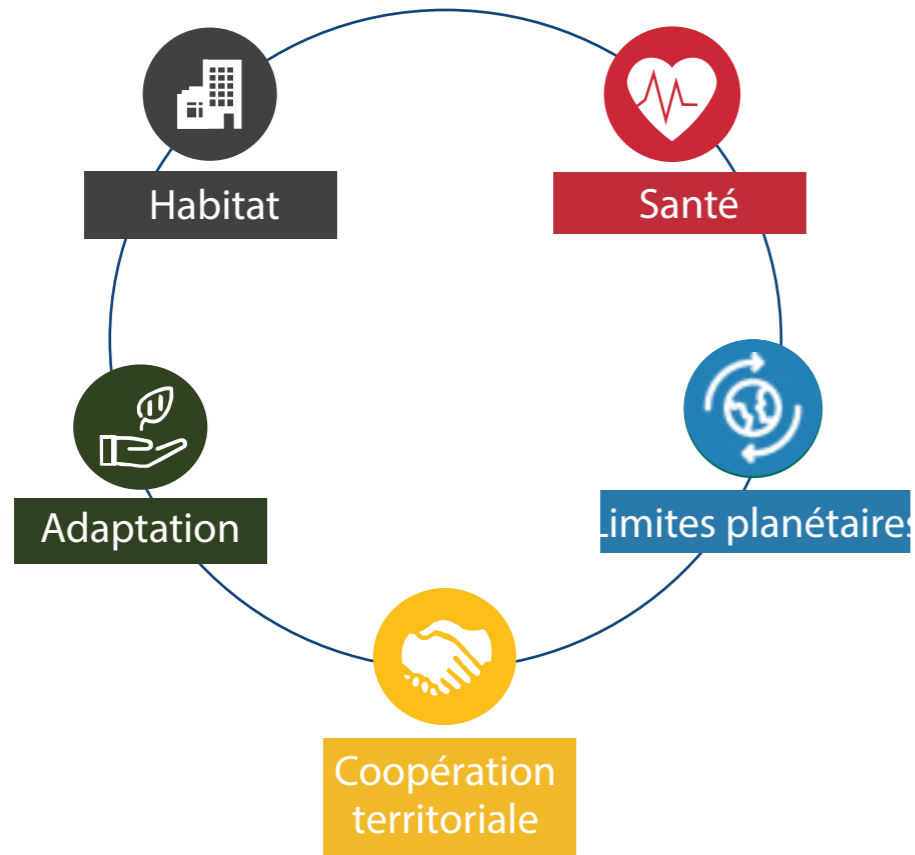 Habitat
Santé
Adaptation
Limites planétaires
Coopération
territoriale